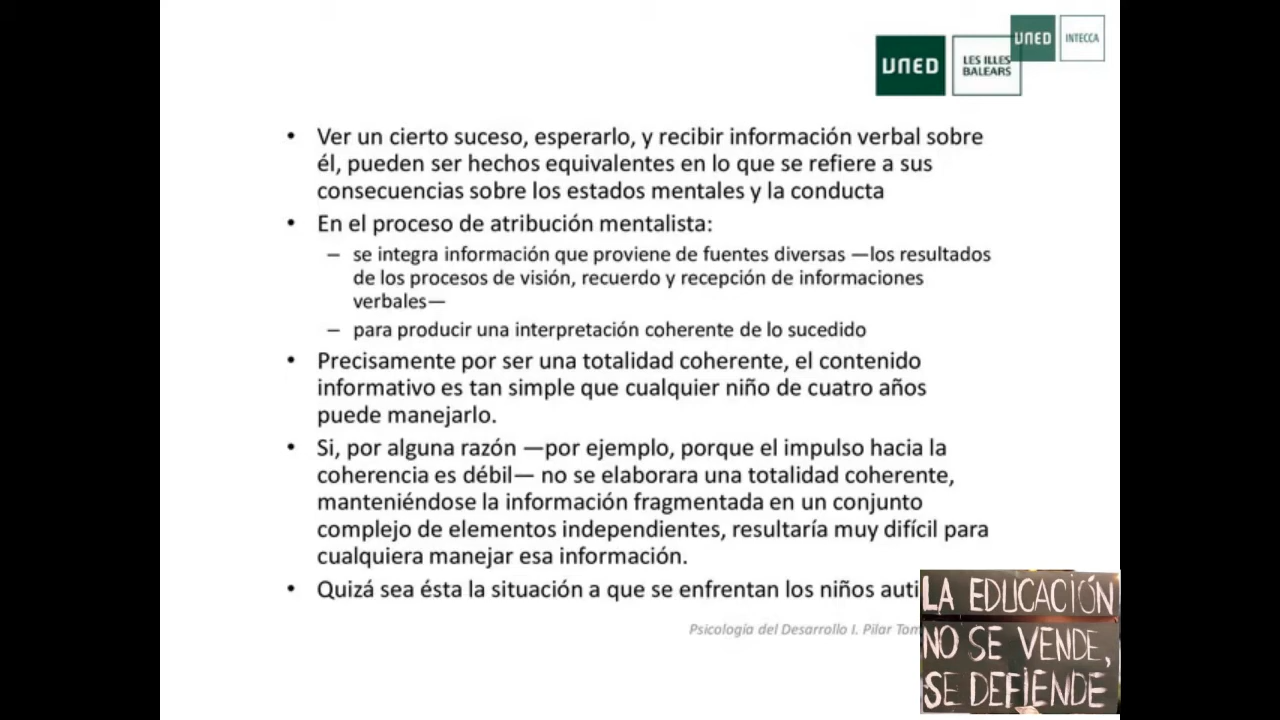 UNED
INTECCA
UNED
LES ILLES
BALEARS
• Ver un cierto suceso, esperarlo, y recibir información verbal sobre
él, pueden ser hechos equivalentes en lo que se refiere a sus
consecuencias sobre los estados mentales y la conducta
• En el proceso de atribución mentalista:
– se integra información que proviene de fuentes diversas —los resultados
de los procesos de visión, recuerdo y recepción de informaciones
verbales—
– para producir una interpretación coherente de lo sucedido
• Precisamente por ser una totalidad coherente, el contenido
informativo es tan simple que cualquier niño de cuatro años
puede manejarlo.
• Si, por alguna razón —por ejemplo, porque el impulso hacia la
coherencia es débil— no se elaborara una totalidad coherente,
manteniéndose la información fragmentada en un conjunto
complejo de elementos independientes, resultaría muy difícil para
cualquiera manejar esa información.
• Quizá sea ésta la situación a que se enfrentan los niños auti
Psicología del Desarrollo I. Pilar Tom
LA EDUCACIÓN
NO SE VENDE,
SE DEFIENDE